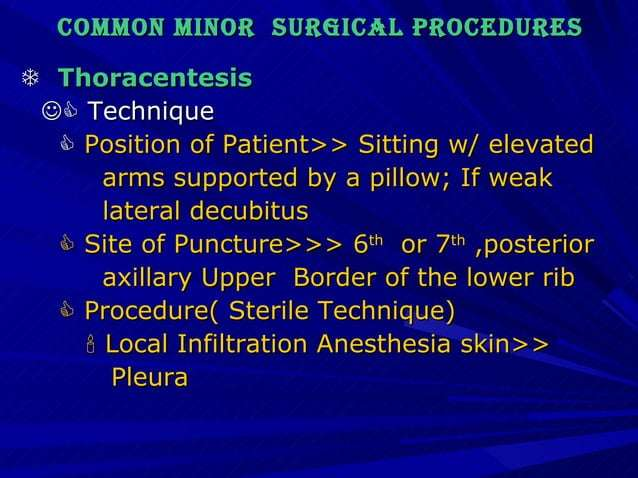 COMMON MINOR SURGICAL PROCEDURES
Thoracentesis
Technique
Position of Patient>> Sitting w/ elevated
arms supported by a pillow; If weak
lateral decubitus
Site of Puncture>>> 6th or 7th ,posterior
axillary Upper Border of the lower rib
Procedure( Sterile Technique)
Local Infiltration Anesthesia skin>>
Pleura